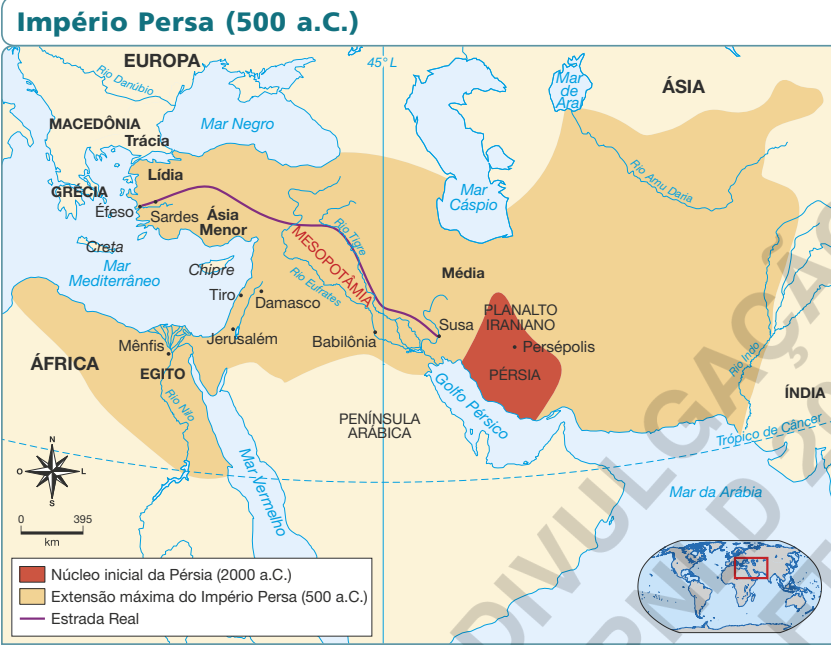 Império Persa (500 a.C.)
EUROPA
45° L
Rio Danúbio
Mar
de
Aral
ÁSIA
MACEDÔNIA
Mar Negro
Trácia
Rio Amu Daria
Lídia
GRÉCIA
Mar
Cáspio
Éfeso
Sardes
Ásia
Menor
Rio Tigre
Creta
MESOPOTÂMIA
Mar
Mediterrâneo
Chipre
Rio Eufrates
Média
Tiro
Damasco
PLANALTO
IRANIANO
Susa
Jerusalém
Babilônia
Persépolis
Mênfis
Rio Indo
ÁFRICA
EGITO
PÉRSIA
Golfo Pérsico
ÍNDIA
Rio Nilo
PENÍNSULA
ARÁBICA
Trópico de Câncer
N
O
L
S
Mar Vermelho
Mar da Arábia
0 395
km
Núcleo inicial da Pérsia (2000 a.C.)
Extensão máxima do Império Persa (500 a.C.)
Estrada Real
DIVULGAÇÃO